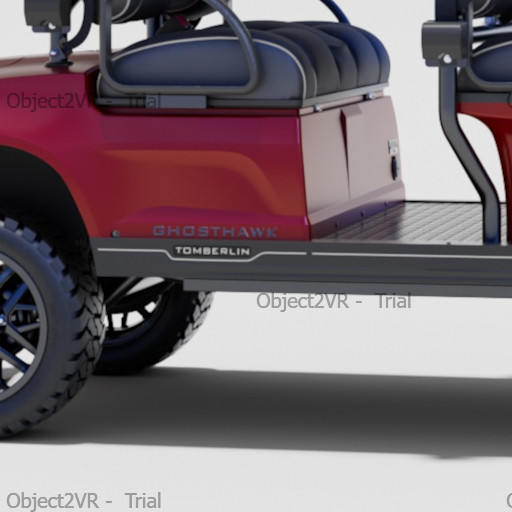 Object2VR - Trial
GHOSTHAWK
TOMBERLIN
Object2VR - Trial
Object2VR - Trial